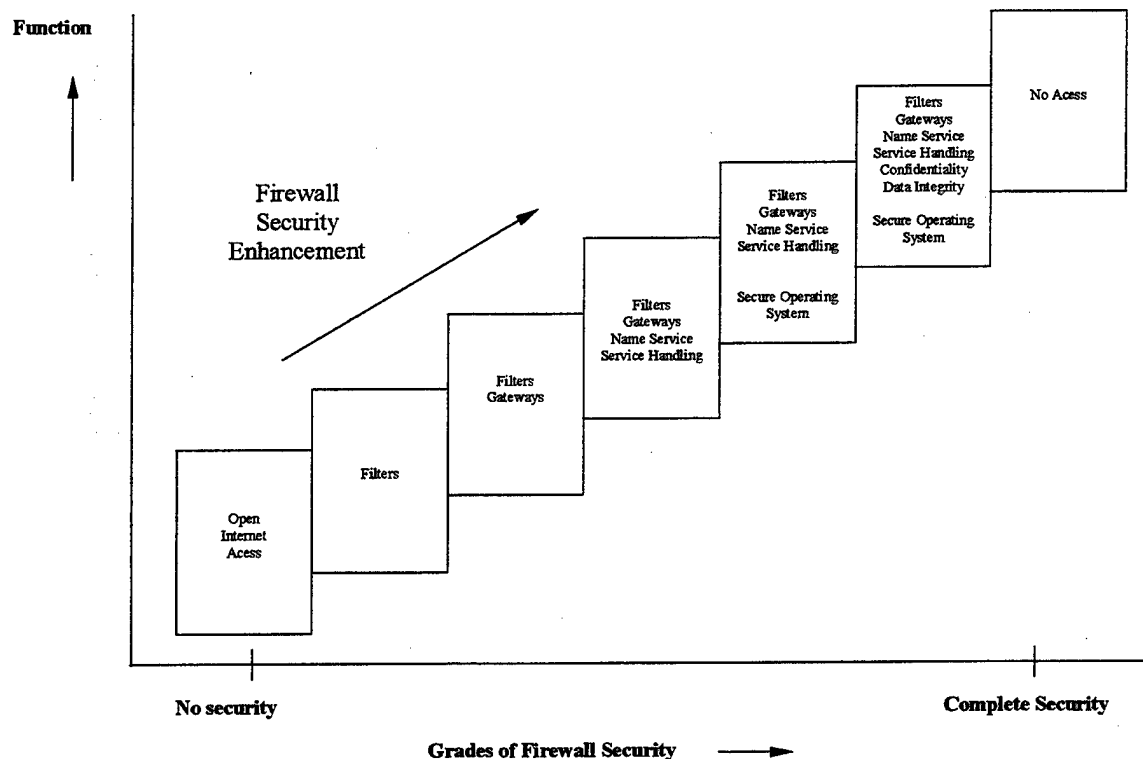 Function
Firewall
Security
Enhancement
Open
Internet
Acess
Filters
Filters
Gateways
Filters
Gateways
Name Service
Service Handling
Filters
Gateways
Name Service
Service Handling
Secure Operating
System
Filters
Gateways
Name Service
Service Handling
Confidentiality
Data Integrity
Secure Operating
System
No Acess
No security
Complete Security
Grades of Firewall Security